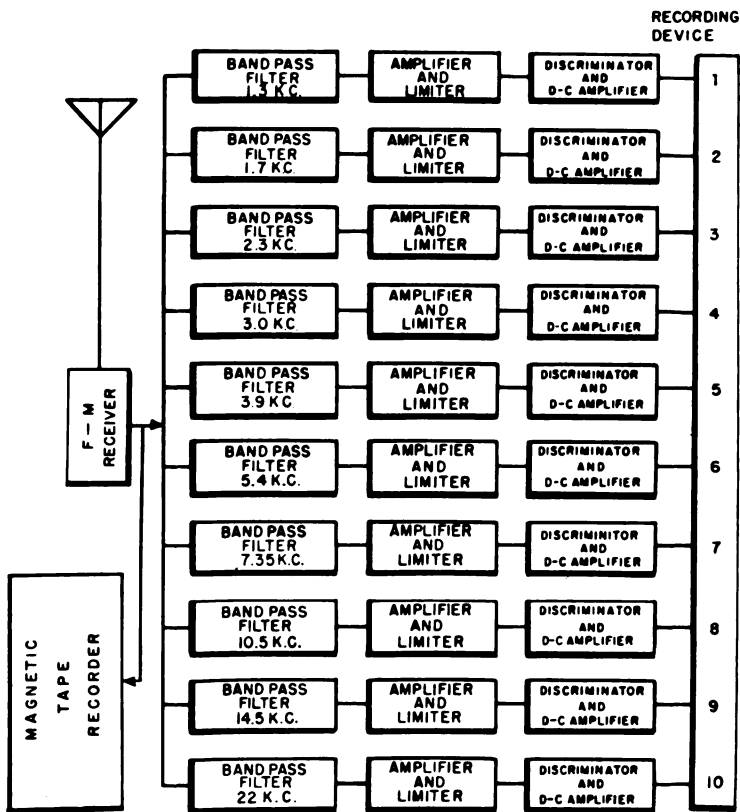 RECORDING
DEVICE
BAND PASS
FILTER
1.3 K.C.
AMPLIFIER
AND
LIMITER
DISCRIMINATOR
AND
D-C AMPLIFIER
1
BAND PASS
FILTER
1.7 KC.
AMPLIFIER
AND
LIMITER
DISCRIMINATOR
AND
D-C AMPLIFIER
2
BAND PASS
FILTER
2.3 KC.
AMPLIFIER
AND
LIMITER
DISCRIMINATOR
AND
D-C AMPLIFIER
3
BAND PASS
FILTER
3.0 KC.
AMPLIFIER
AND
LIMITER
DISCRIMINATOR
AND
D-C AMPLIFIER
4
BAND PASS
FILTER
3.9 KC
AMPLIFIER
AND
LIMITER
DISCRIMINATOR
AND
D-C AMPLIFIER
5
BAND PASS
FILTER
5.4 K.C.
AMPLIFIER
AND
LIMITER
DISCRIMINATOR
AND
D-C AMPLIFIER
6
BAND PASS
FILTER
7.35 K.C.
AMPLIFIER
AND
LIMITER
DISCRIMINITOR
AND
D-C AMPLIFIER
7
BAND PASS
FILTER
10.5 K.C.
AMPLIFIER
AND
LIMITER
DISCRIMINATOR
AND
D-C AMPLIFIER
8
BAND PASS
FILTER
14.5 K.C.
AMPLIFIER
AND
LIMITER
DISCRIMINATOR
AND
D-C AMPLIFIER
9
BAND PASS
FILTER
22 K.C.
AMPLIFIER
AND
LIMITER
DISCRIMINATOR
AND
D-C AMPLIFIER
10
F-M
RECEIVER
MAGNETIC
TAPE
RECORDER